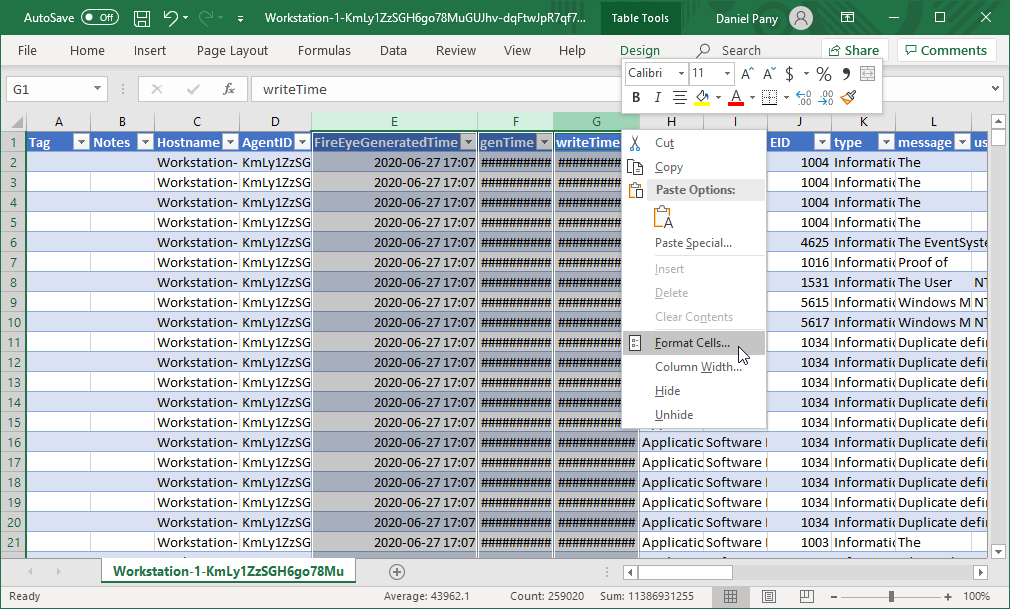 AutoSave Off Workstation-1-KmLy1ZzSGH6go78MuGUJhv-dqFtwJpR7qf7... Table Tools Daniel Pany
File Home Insert Page Layout Formulas Data Review View Help Design Search Share Comments
Calibri 11 A A $ % 9
B I A .00 .00
G1 fx writeTime
A B C D E F G H I J K L
1 Tag Notes Hostname AgentID FireEyeGeneratedTime genTime writeTime EID type message us
2 Workstation- KmLy1ZzSG 2020-06-27 17:07 ########## ########### 1004 Informatic The
3 Workstation- KmLy1ZzSG 2020-06-27 17:07 ########## ########### 1004 Informatic The
4 Workstation- KmLy1ZzSG 2020-06-27 17:07 ########## ########### 1004 Informatic The
5 Workstation- KmLy1ZzSG 2020-06-27 17:07 ########## ########### 1004 Informatic The
6 Workstation- KmLy1ZzSG 2020-06-27 17:07 ########## ########### 4625 Informatic The EventSyste
7 Workstation- KmLy1ZzSG 2020-06-27 17:07 ########## ########### 1016 Informatic Proof of
8 Workstation- KmLy1ZzSG 2020-06-27 17:07 ########## ########### 1531 Informatic The User NT
9 Workstation- KmLy1ZzSG 2020-06-27 17:07 ########## ########### 5615 Informatic Windows M NT
10 Workstation- KmLy1ZzSG 2020-06-27 17:07 ########## ########### 5617 Informatic Windows M NT
11 Workstation- KmLy1ZzSG 2020-06-27 17:07 ########## ########### 1034 Informatic Duplicate defin
12 Workstation- KmLy1ZzSG 2020-06-27 17:07 ########## ########### 1034 Informatic Duplicate defin
13 Workstation- KmLy1ZzSG 2020-06-27 17:07 ########## ########### 1034 Informatic Duplicate defin
14 Workstation- KmLy1ZzSG 2020-06-27 17:07 ########## ########### 1034 Informatic Duplicate defin
15 Workstation- KmLy1ZzSG 2020-06-27 17:07 ########## ########### 1034 Informatic Duplicate defin
16 Workstation- KmLy1ZzSG 2020-06-27 17:07 ########## ########### Applicatic Software I 1034 Informatic Duplicate defin
17 Workstation- KmLy1ZzSG 2020-06-27 17:07 ########## ########### Applicatic Software I 1034 Informatic Duplicate defin
18 Workstation- KmLy1ZzSG 2020-06-27 17:07 ########## ########### Applicatic Software I 1034 Informatic Duplicate defin
19 Workstation- KmLy1ZzSG 2020-06-27 17:07 ########## ########### Applicatic Software I 1034 Informatic Duplicate defin
20 Workstation- KmLy1ZzSG 2020-06-27 17:07 ########## ########### Applicatic Software I 1034 Informatic Duplicate defin
21 Workstation- KmLy1ZzSG 2020-06-27 17:07 ########## ########### Applicatic Software I 1003 Informatic The
Cut
Copy
Paste Options:
Paste Special...
Insert
Delete
Clear Contents
Format Cells...
Column Width...
Hide
Unhide
Workstation-1-KmLy1ZzSGH6go78Mu
Ready Average: 43962.1 Count: 259020 Sum: 11386931255 100%